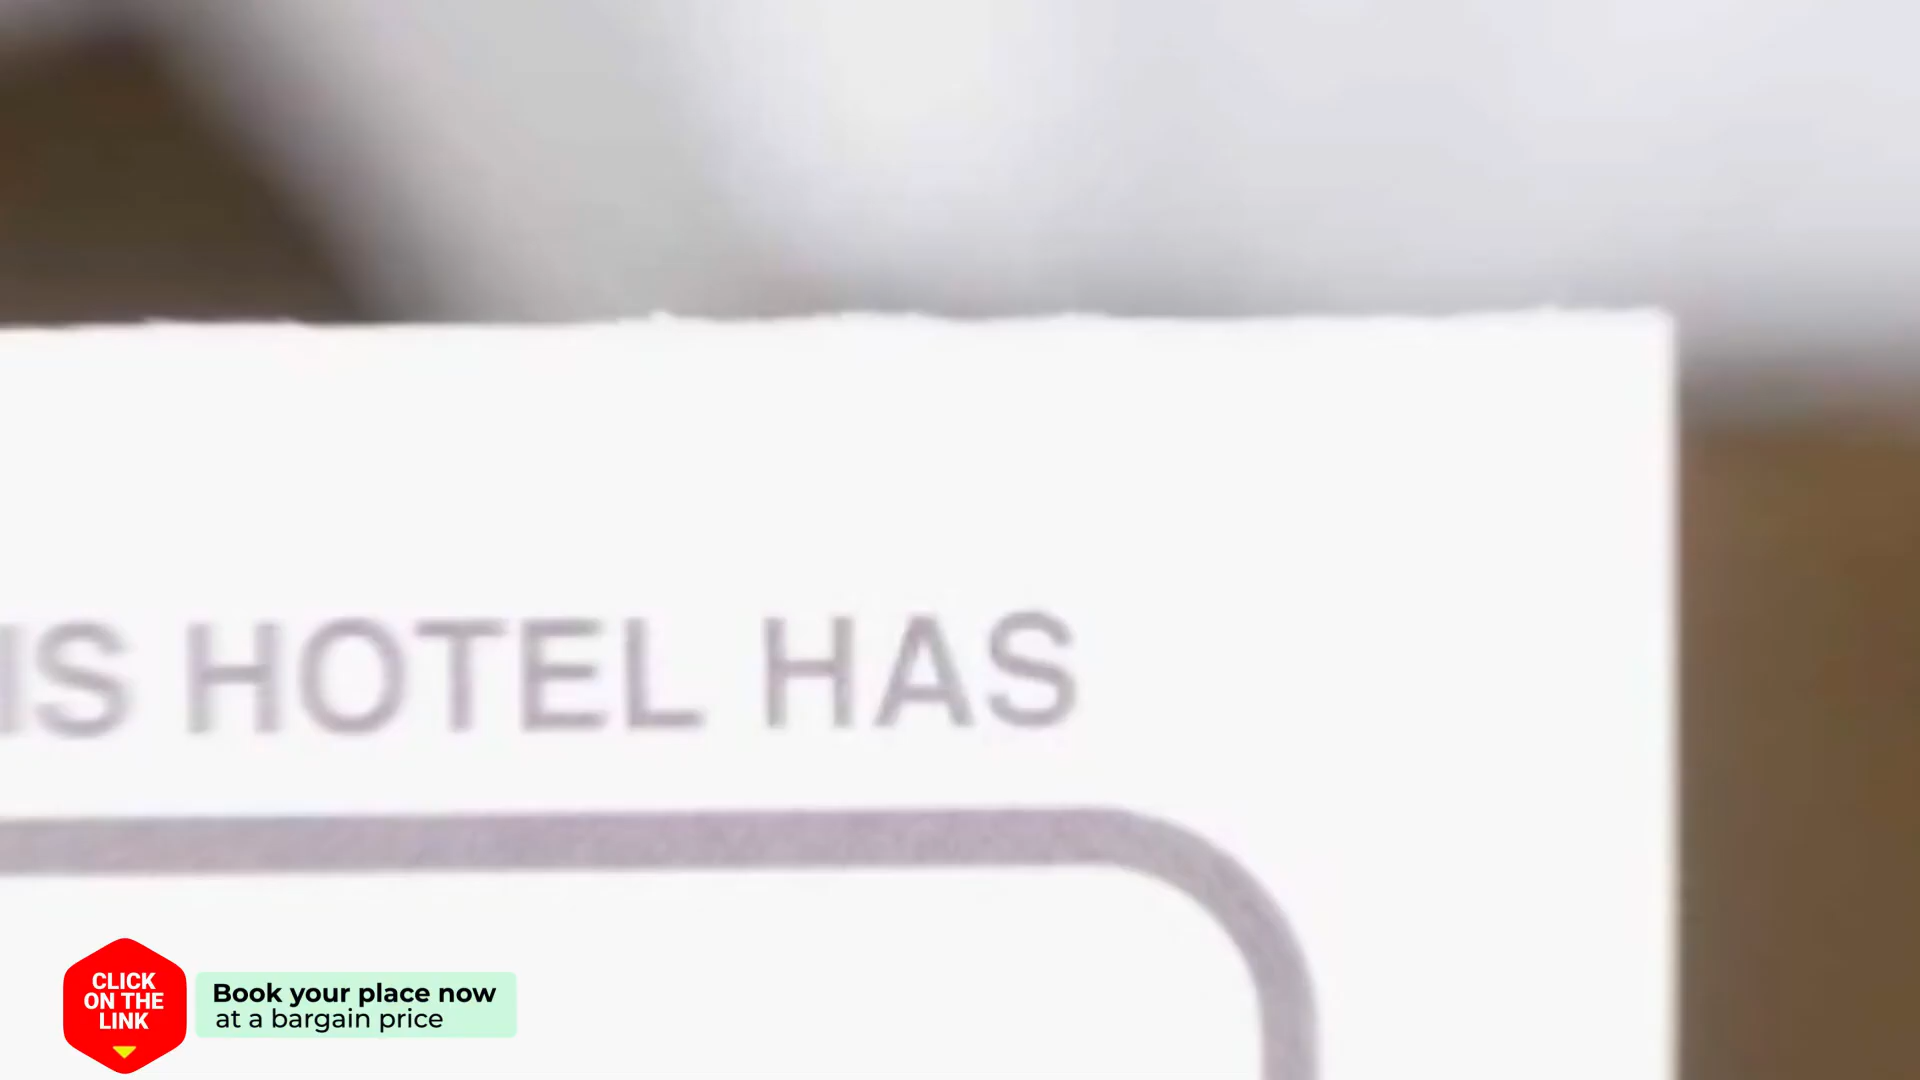 IS HOTEL HAS
CLICK
ON THE
LINK
Book your place now
at a bargain price